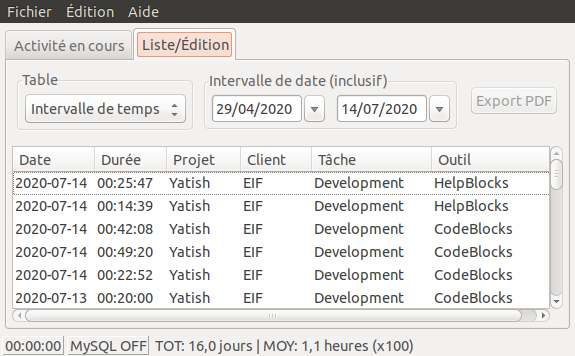 Fichier Édition Aide
Activité en cours Liste/Édition
Table Intervalle de date (inclusif)
Intervalle de temps 29/04/2020 14/07/2020 Export PDF
Date Durée Projet Client Tâche Outil
2020-07-14 00:25:47 Yatish EIF Development HelpBlocks
2020-07-14 00:14:39 Yatish EIF Development HelpBlocks
2020-07-14 00:42:08 Yatish EIF Development CodeBlocks
2020-07-14 00:49:20 Yatish EIF Development CodeBlocks
2020-07-14 00:22:52 Yatish EIF Development CodeBlocks
2020-07-13 00:20:00 Yatish EIF Development CodeBlocks
00:00:00 MySQL OFF TOT: 16,0 jours | MOY: 1,1 heures (x100)